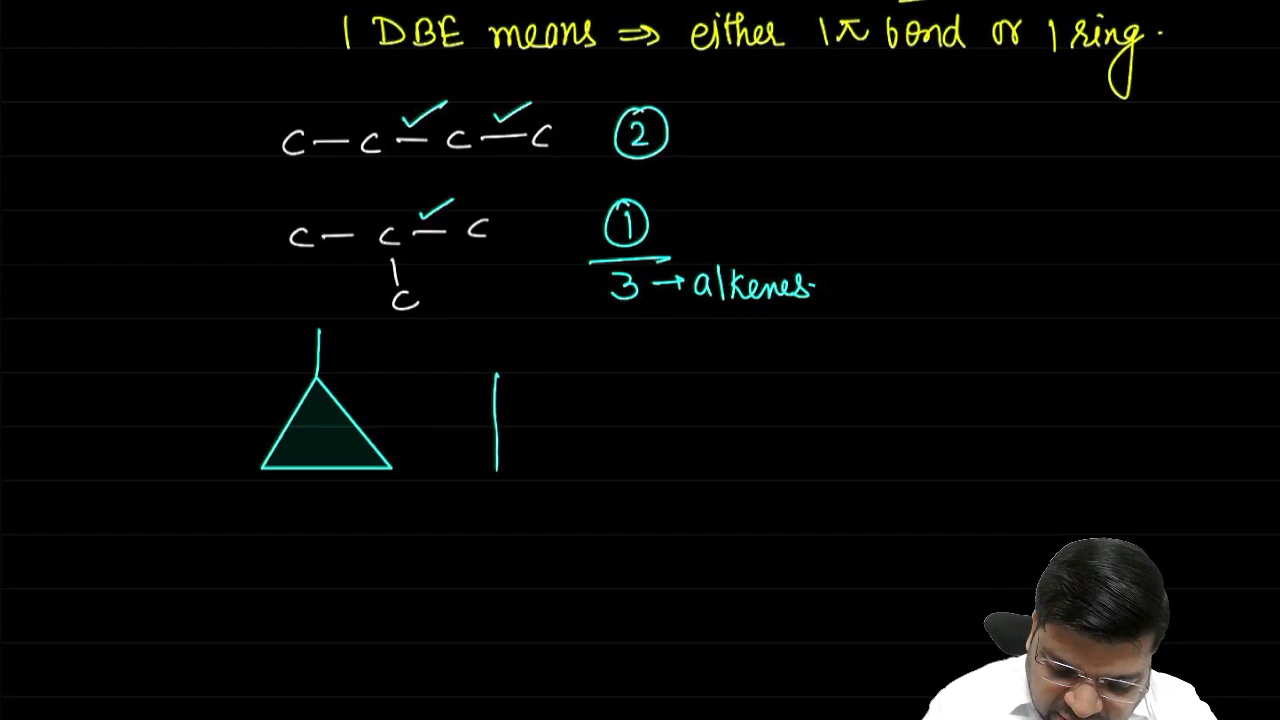 1 DBE means ⇒ either 1π bond or 1 ring.
C — C — C — C ②
C — C — C ①
|
C
3 → alkenes.